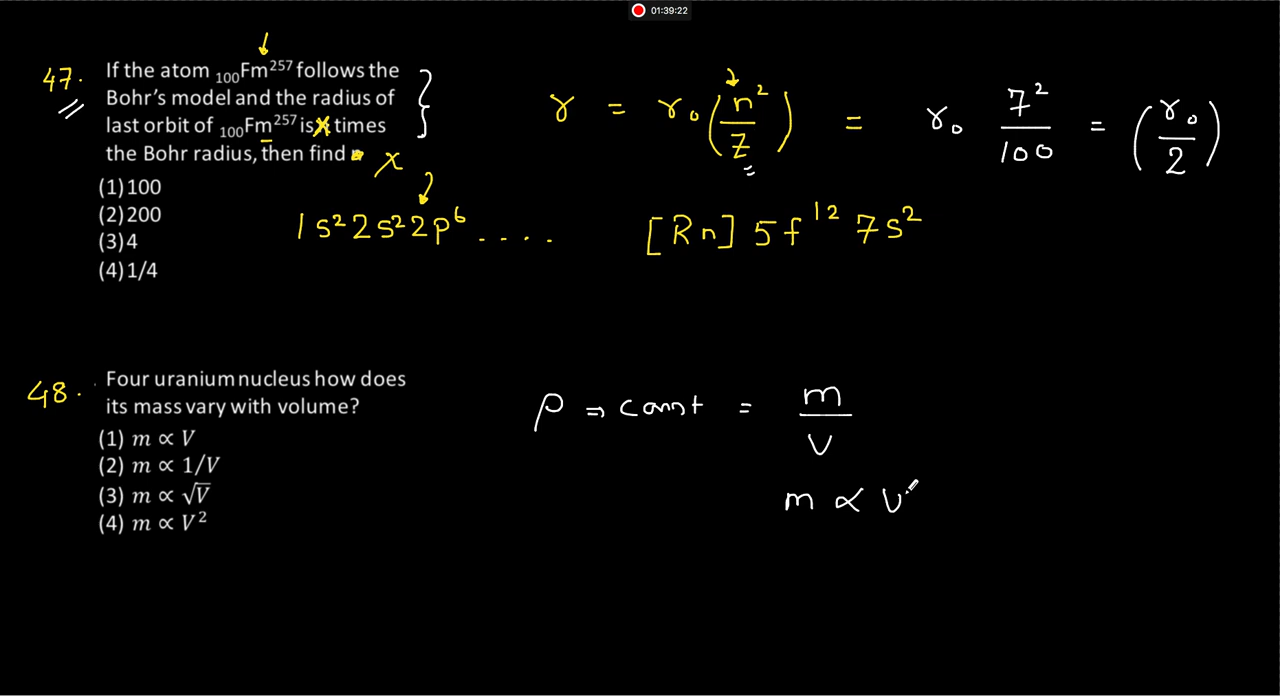 01:39:22
47.
If the atom ₁₀₀Fm²⁵⁷ follows the
Bohr’s model and the radius of
last orbit of ₁₀₀Fm²⁵⁷ is X times
the Bohr radius, then find x
(1) 100
(2) 200
(3) 4
(4) 1/4
r = r₀ (n²/Z) = r₀ 7²/100 = (r₀/2)
1s² 2s² 2p⁶ ....
[Rn] 5f¹² 7s²
48.
Four uranium nucleus how does
its mass vary with volume?
(1) m ∝ V
(2) m ∝ 1/V
(3) m ∝ √V
(4) m ∝ V²
ρ ⇒ const = m/V
m ∝ V